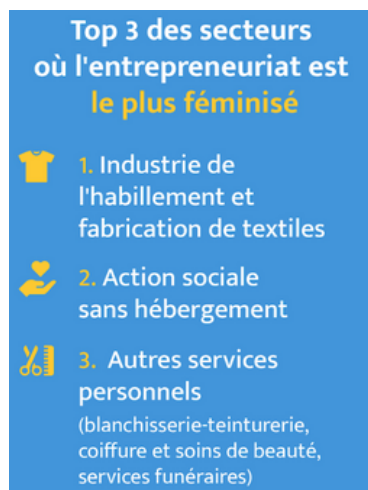 Top 3 des secteurs
où l'entrepreneuriat est
le plus féminisé
1. Industrie de
l'habillement et
fabrication de textiles
2. Action sociale
sans hébergement
3. Autres services
personnels
(blanchisserie-teinturerie,
coiffure et soins de beauté,
services funéraires)